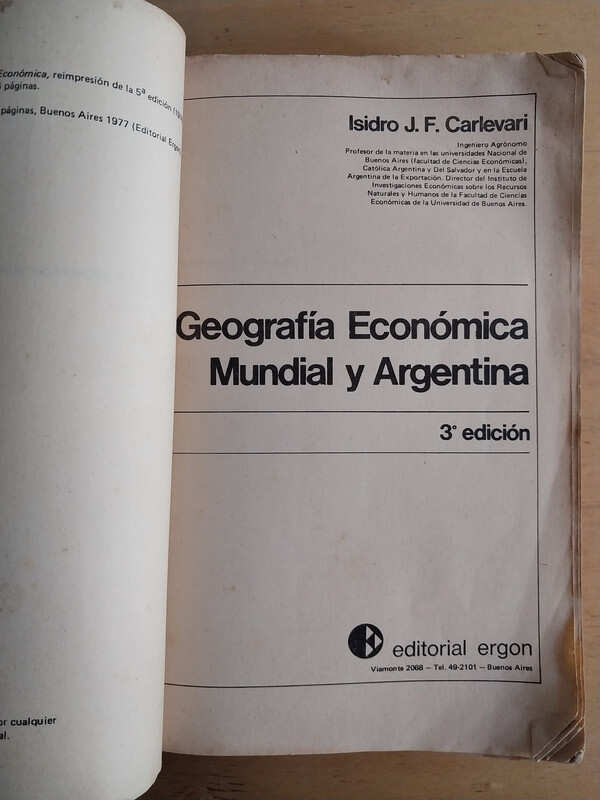 Económica, reimpresión de la 5ª edición
páginas.
páginas, Buenos Aires 1977 (Editorial Ergon
or cualquier
al.
Isidro J. F. Carlevari
Ingeniero Agrónomo
Profesor de la materia en las universidades Nacional de
Buenos Aires (facultad de Ciencias Económicas),
Católica Argentina y Del Salvador y en la Escuela
Argentina de la Exportación. Director del Instituto de
Investigaciones Económicas sobre los Recursos
Naturales y Humanos de la Facultad de Ciencias
Económicas de la Universidad de Buenos Aires.
Geografía Económica
Mundial y Argentina
3° edición
editorial ergon
Viamonte 2068 — Tel. 49-2101 — Buenos Aires